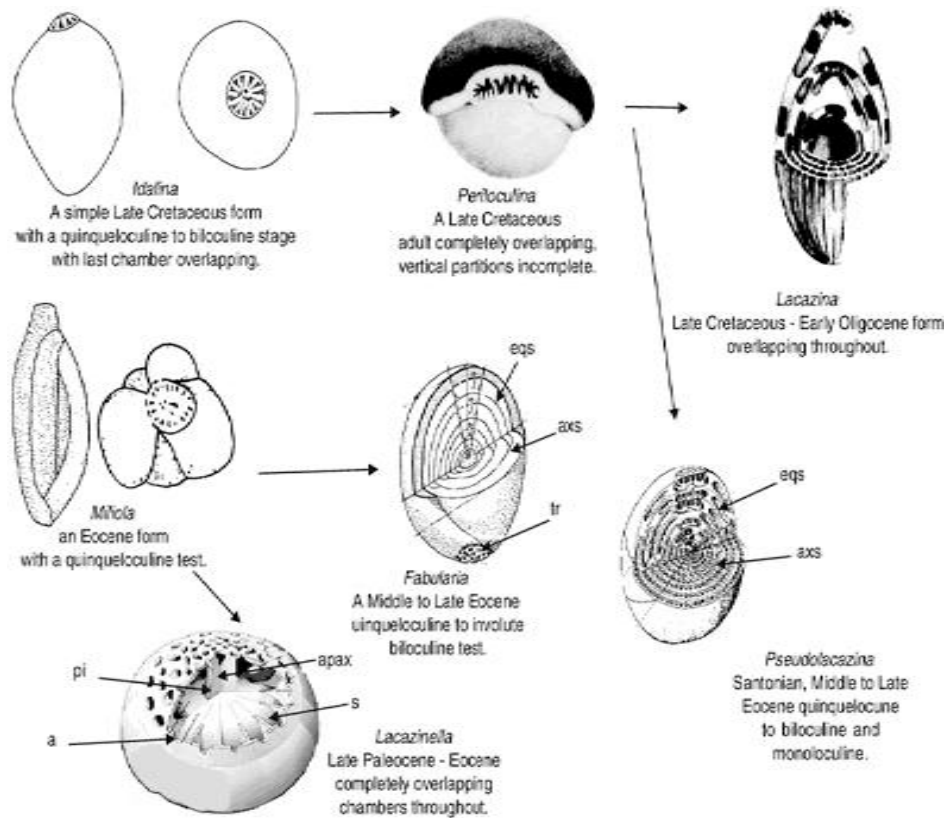 Idalina
A simple Late Cretaceous form
with a quinqueloculine to biloculine stage
with last chamber overlapping.
Periloculina
A Late Cretaceous
adult completely overlapping,
vertical partitions incomplete.
Lacazina
Late Cretaceous - Early Oligocene form
overlapping throughout.
Miliola
an Eocene form
with a quinqueloculine test.
eqs
axs
tr
Fabularia
A Middle to Late Eocene
uinqueloculine to involute
biloculine test.
eqs
axs
Pseudolacazina
Santonian, Middle to Late
Eocene quinquelocune
to biloculine and
monoloculine.
pi
apax
s
a
Lacazinella
Late Paleocene - Eocene
completely overlapping
chambers throughout.